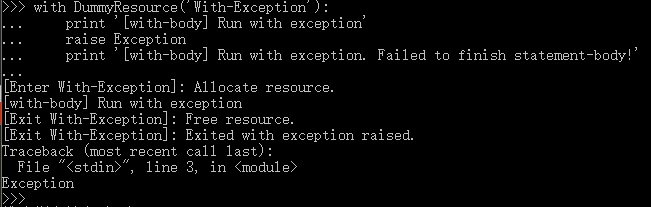 >>> with DummyResource('With-Exception'):
...     print '[with-body] Run with exception'
...     raise Exception
...     print '[with-body] Run with exception. Failed to finish statement-body!'
...
[Enter With-Exception]: Allocate resource.
[with-body] Run with exception
[Exit With-Exception]: Free resource.
[Exit With-Exception]: Exited with exception raised.
Traceback (most recent call last):
  File "<stdin>", line 3, in <module>
Exception
>>>